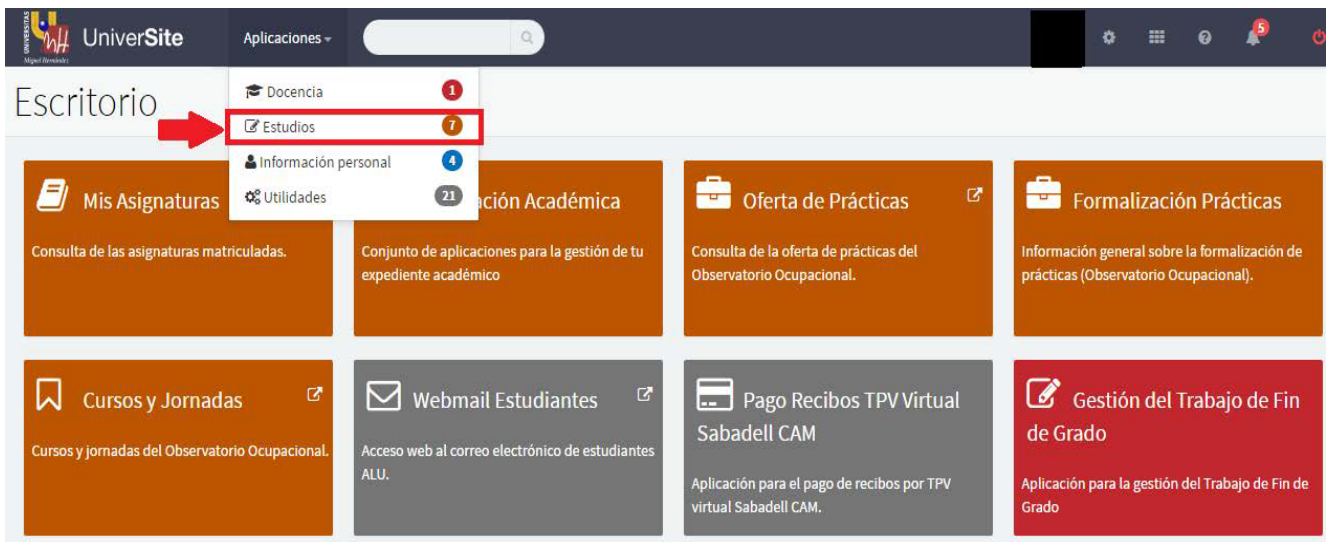 UNIVERSITAS
Miguel Hernández
UniverSite
Aplicaciones
5
Escritorio
Docencia 1
Estudios 7
Información personal 4
Utilidades 21
Mis Asignaturas
Consulta de las asignaturas matriculadas.
ación Académica
Conjunto de aplicaciones para la gestión de tu
expediente académico
Oferta de Prácticas
Consulta de la oferta de prácticas del
Observatorio Ocupacional.
Formalización Prácticas
Información general sobre la formalización de
prácticas (Observatorio Ocupacional).
Cursos y Jornadas
Cursos y jornadas del Observatorio Ocupacional.
Webmail Estudiantes
Acceso web al correo electrónico de estudiantes
ALU.
Pago Recibos TPV Virtual
Sabadell CAM
Aplicación para el pago de recibos por TPV
virtual Sabadell CAM.
Gestión del Trabajo de Fin
de Grado
Aplicación para la gestión del Trabajo de Fin de
Grado